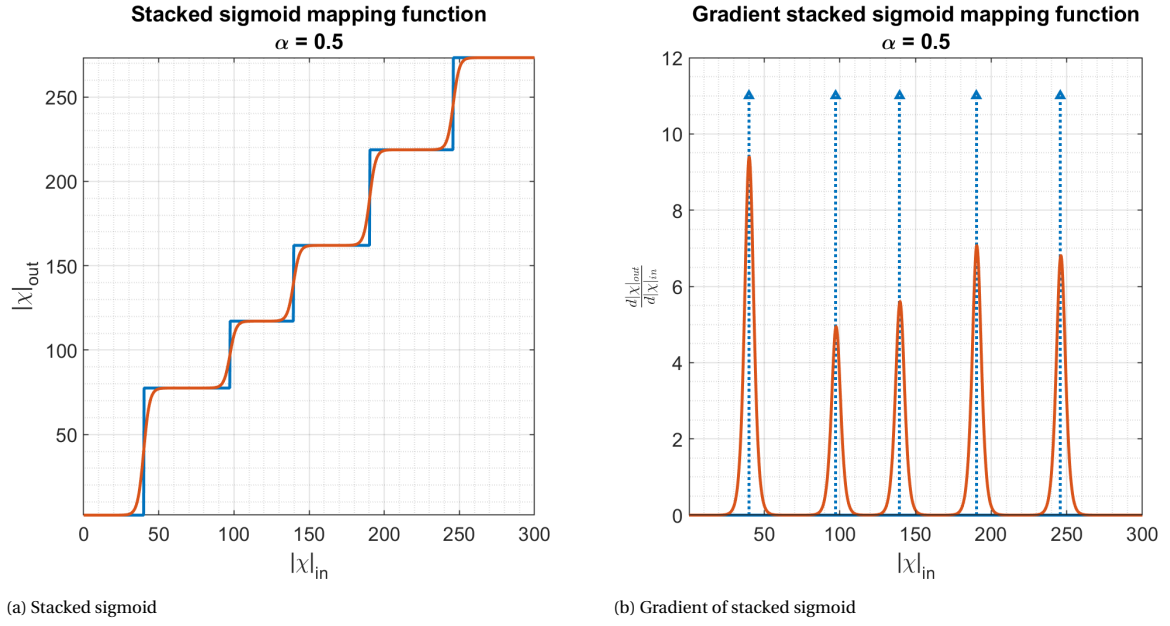 Stacked sigmoid mapping function
α = 0.5
250
200
150
100
50
0 50 100 150 200 250 300
|χ|out
|χ|in
(a) Stacked sigmoid
Gradient stacked sigmoid mapping function
α = 0.5
12
10
8
6
4
2
0
50 100 150 200 250 300
d|χ|out
d|χ|in
|χ|in
(b) Gradient of stacked sigmoid